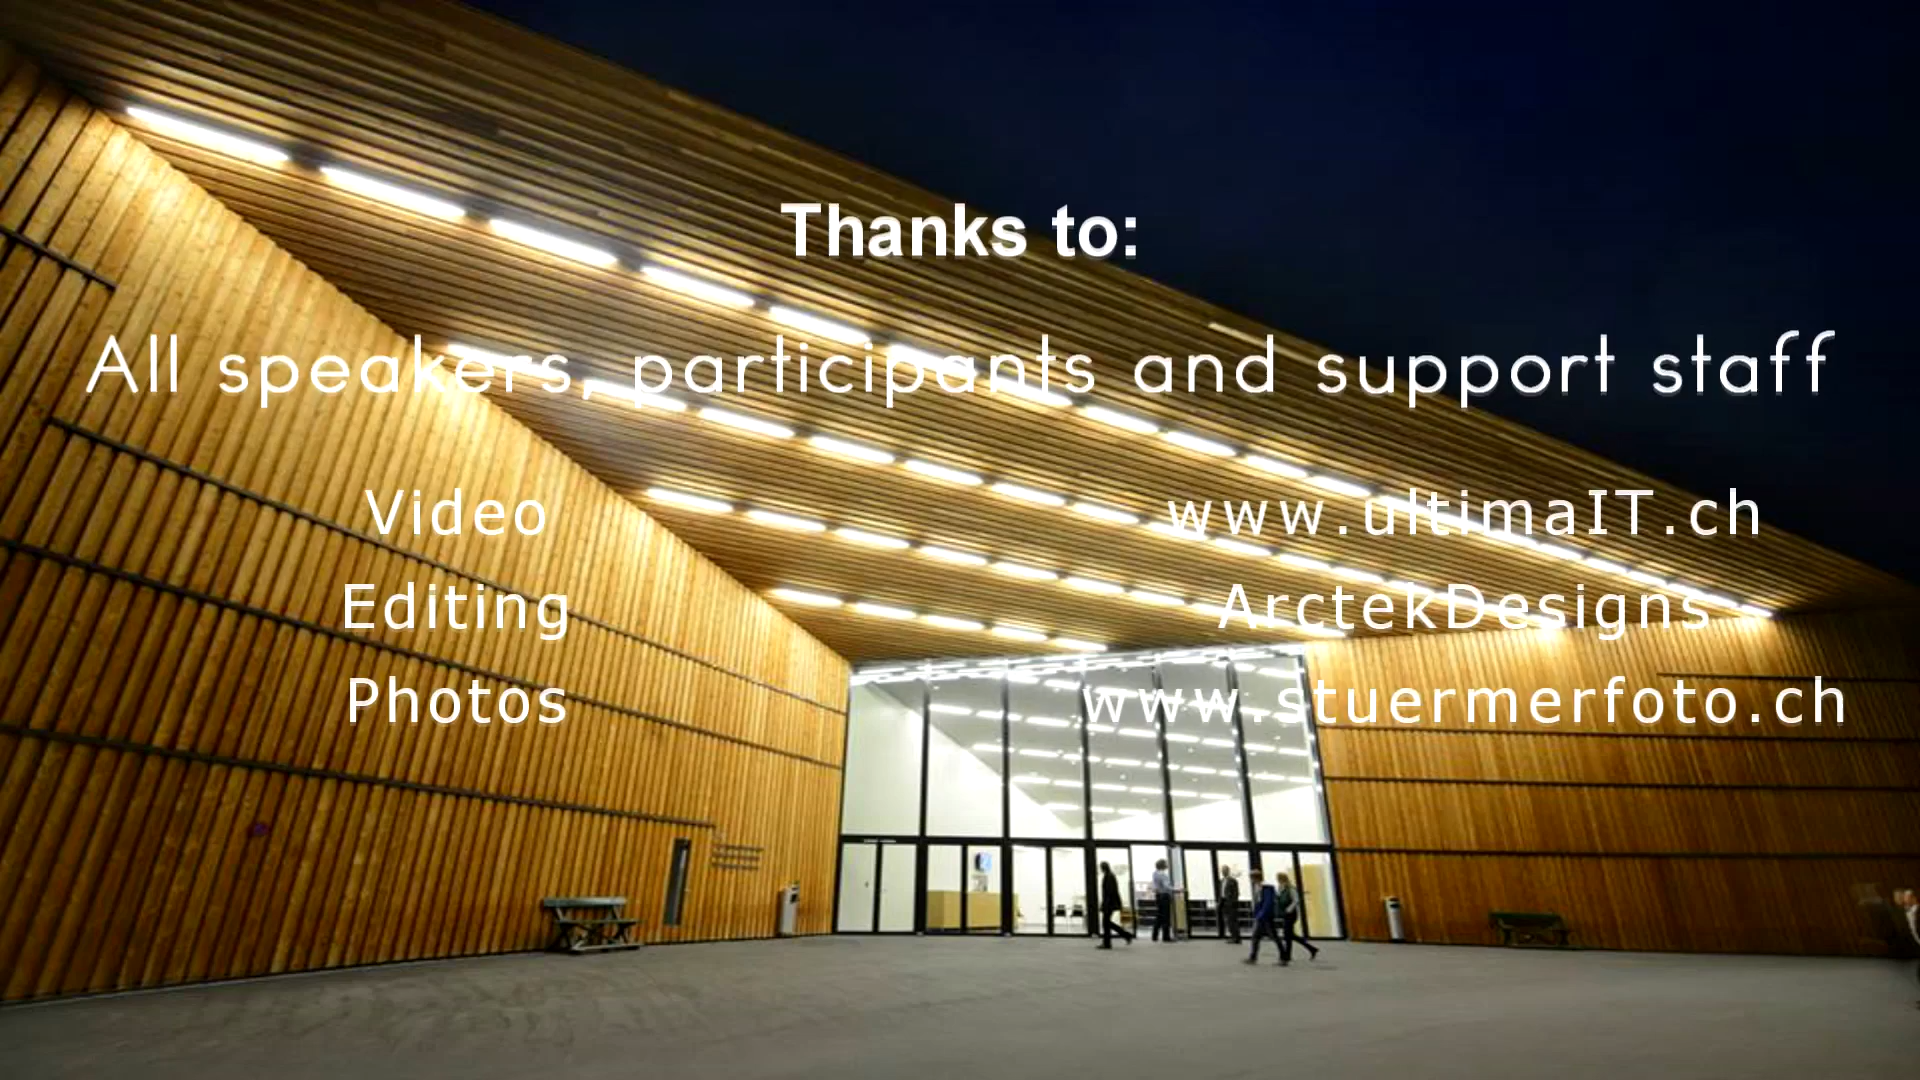 Thanks to:
All speakers, participants and support staff
Video www.ultimaIT.ch
Editing ArctekDesigns
Photos www.stuermerfoto.ch